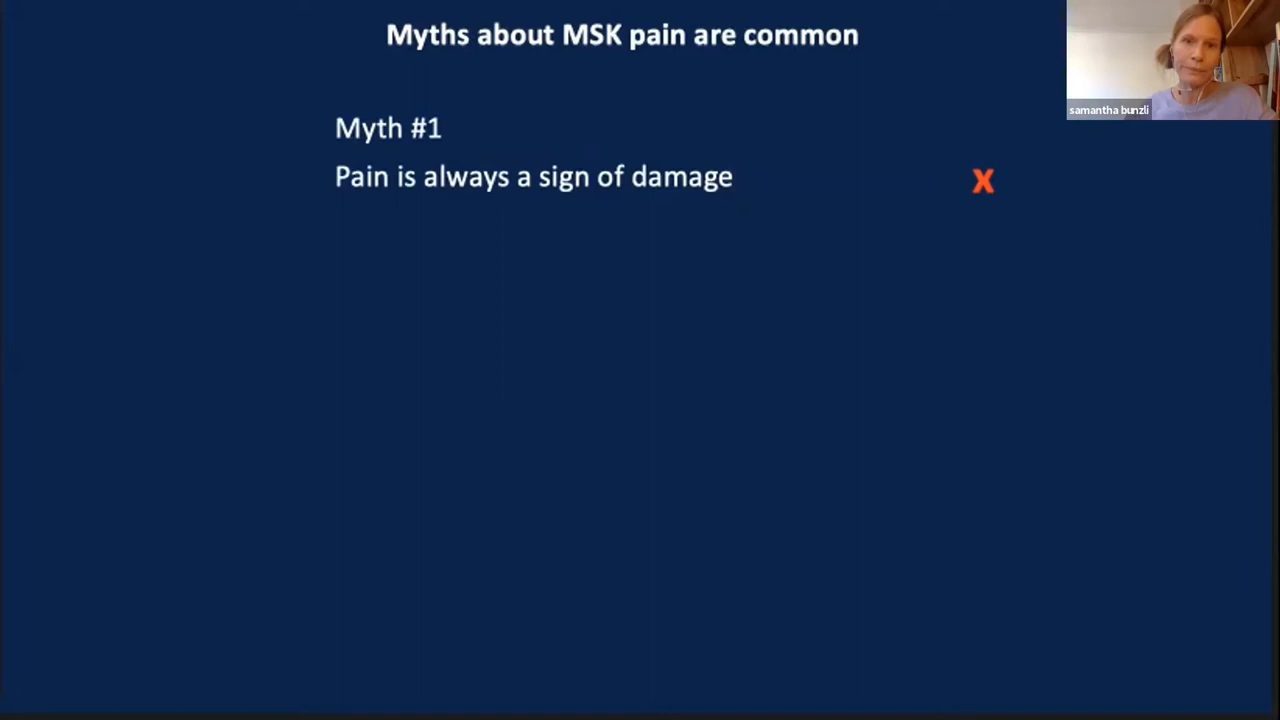 Myths about MSK pain are common
samantha bunzli
Myth #1
Pain is always a sign of damage
X